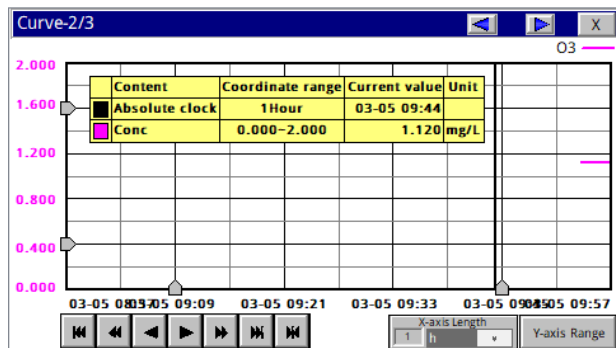 Curve-2/3 X
O3
2.000
Content Coordinate range Current value Unit
Absolute clock 1Hour 03-05 09:44
Conc 0.000~2.000 1.120 mg/L
1.600
1.200
0.800
0.400
0.000
03-05 09:09 03-05 09:21 03-05 09:33 03-05 09:57
X-axis Length
1 h
Y-axis Range